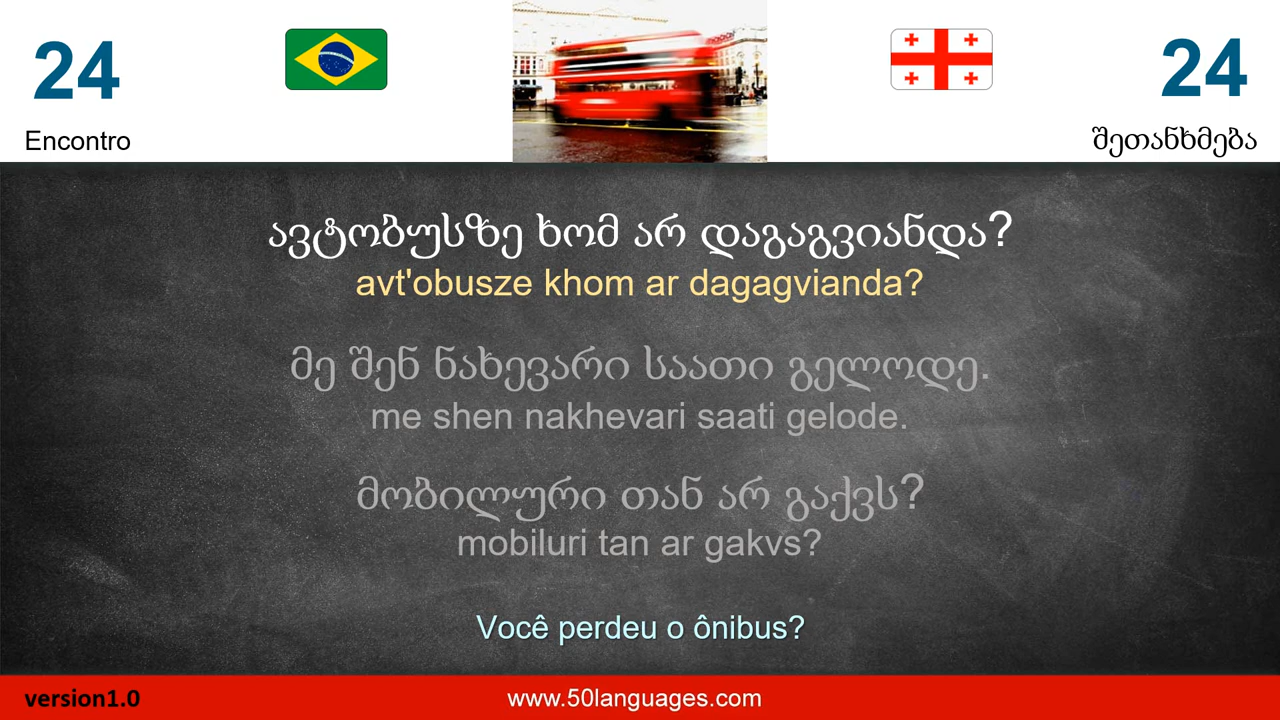 24
24
Encontro
შეთანხმება
ავტობუსზე ხომ არ დაგაგვიანდა?
avt'obusze khom ar dagagvianda?
მე შენ ნახევარი საათი გელოდე.
me shen nakhevari saati gelode.
მობილური თან არ გაქვს?
mobiluri tan ar gakvs?
Você perdeu o ônibus?
version1.0
www.50languages.com